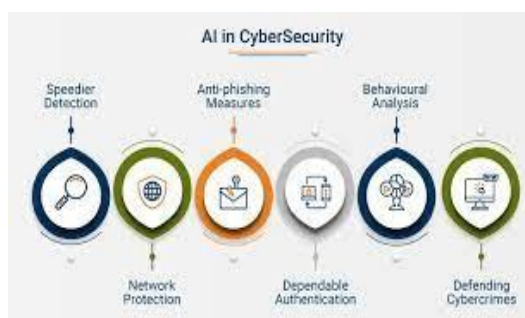 AI in CyberSecurity
Speedier
Detection
Anti-phishing
Measures
Behavioural
Analysis
Network
Protection
Dependable
Authentication
Defending
Cybercrimes